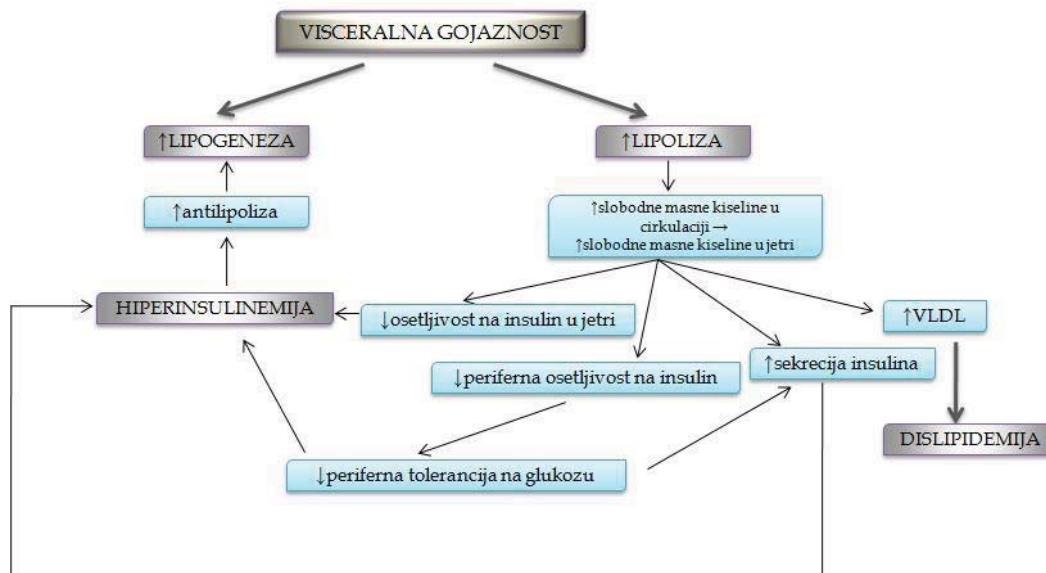 VISCERALNA GOJAZNOST
↑LIPOGENEZA
↑LIPOLIZA
↑antilipoliza
↑slobodne masne kiseline u
cirkulaciji →
↑slobodne masne kiseline u jetri
HIPERINSULINEMIJA
↓osetljivost na insulin u jetri
↑VLDL
↓periferna osetljivost na insulin
↑sekrecija insulina
DISLIPIDEMIJA
↓periferna tolerancija na glukozu